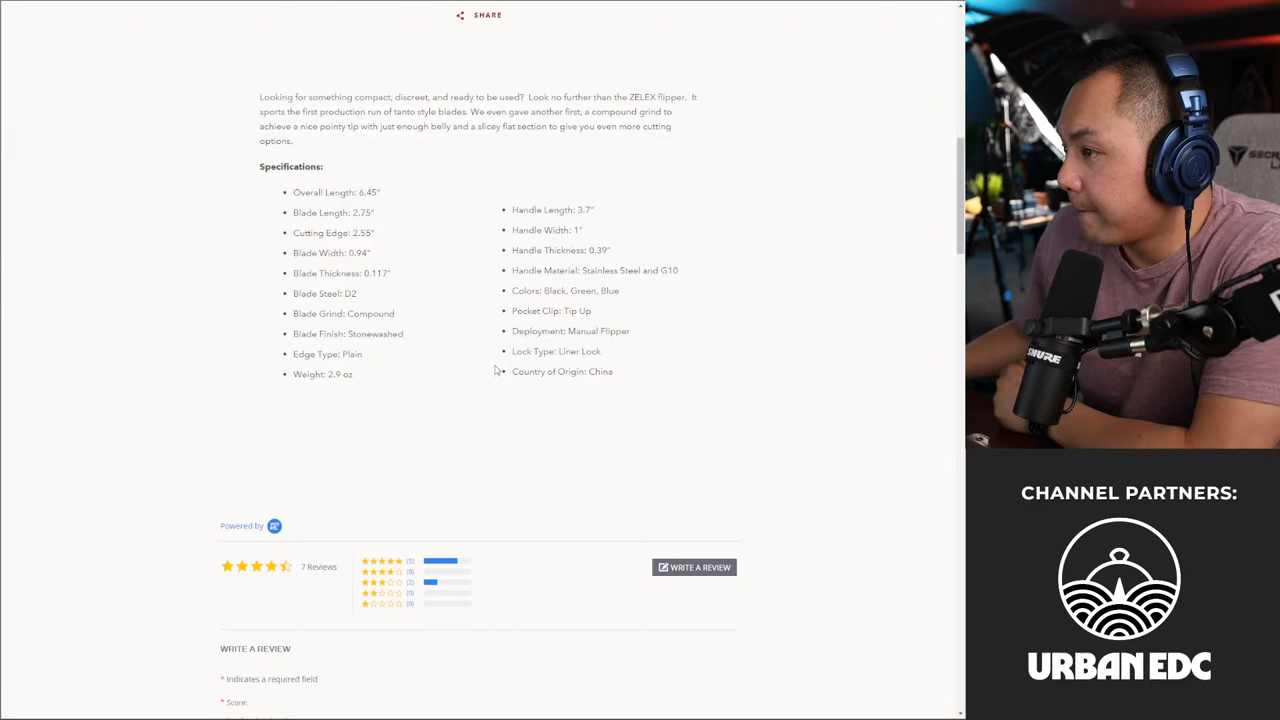 SHARE
Looking for something compact, discreet, and ready to be used? Look no further than the ZELEX flipper. It
sports the first production run of tanto style blades. We even gave another first, a compound grind to
achieve a nice pointy tip with just enough belly and a slicey flat section to give you even more cutting
options.
Specifications:
• Overall Length: 6.45"
• Blade Length: 2.75"
• Cutting Edge: 2.55"
• Blade Width: 0.94"
• Blade Thickness: 0.117"
• Blade Steel: D2
• Blade Grind: Compound
• Blade Finish: Stonewashed
• Edge Type: Plain
• Weight: 2.9 oz
• Handle Length: 3.7"
• Handle Width: 1"
• Handle Thickness: 0.39"
• Handle Material: Stainless Steel and G10
• Colors: Black, Green, Blue
• Pocket Clip: Tip Up
• Deployment: Manual Flipper
• Lock Type: Liner Lock
• Country of Origin: China
Powered by
7 Reviews
(5)
(0)
(2)
(0)
(0)
WRITE A REVIEW
WRITE A REVIEW
* Indicates a required field
* Score:
SHURE
CHANNEL PARTNERS:
URBAN EDC